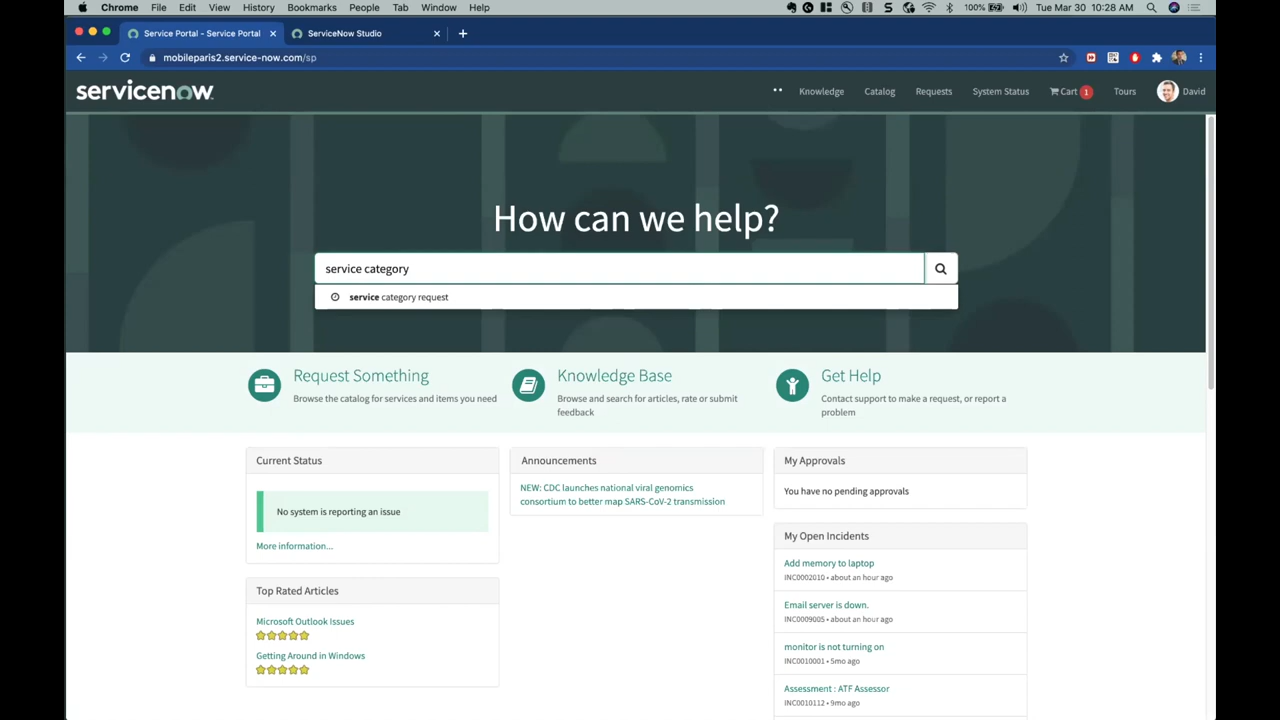 Chrome File Edit View History Bookmarks People Tab Window Help
100% Tue Mar 30 10:28 AM
Service Portal - Service Portal
ServiceNow Studio
mobileparis2.service-now.com/sp
servicenow
Knowledge Catalog Requests System Status Cart 1 Tours David
How can we help?
service category
service category request
Request Something
Browse the catalog for services and items you need
Knowledge Base
Browse and search for articles, rate or submit
feedback
Get Help
Contact support to make a request, or report a
problem
Current Status
No system is reporting an issue
More information...
Top Rated Articles
Microsoft Outlook Issues
Getting Around in Windows
Announcements
NEW: CDC launches national viral genomics
consortium to better map SARS-CoV-2 transmission
My Approvals
You have no pending approvals
My Open Incidents
Add memory to laptop
INC0002010 • about an hour ago
Email server is down.
INC0009005 • about an hour ago
monitor is not turning on
INC0010001 • 5mo ago
Assessment : ATF Assessor
INC0010112 • 9mo ago